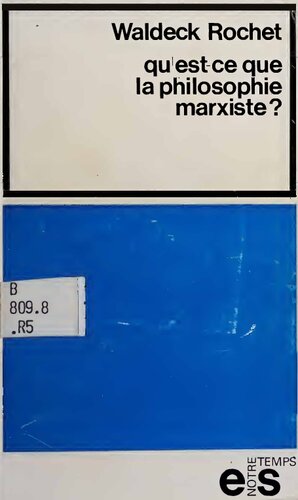 Waldeck Rochet
qu'est-ce que
la philosophie
marxiste?
B
809.8
.R5
es
NOTRE
TEMPS